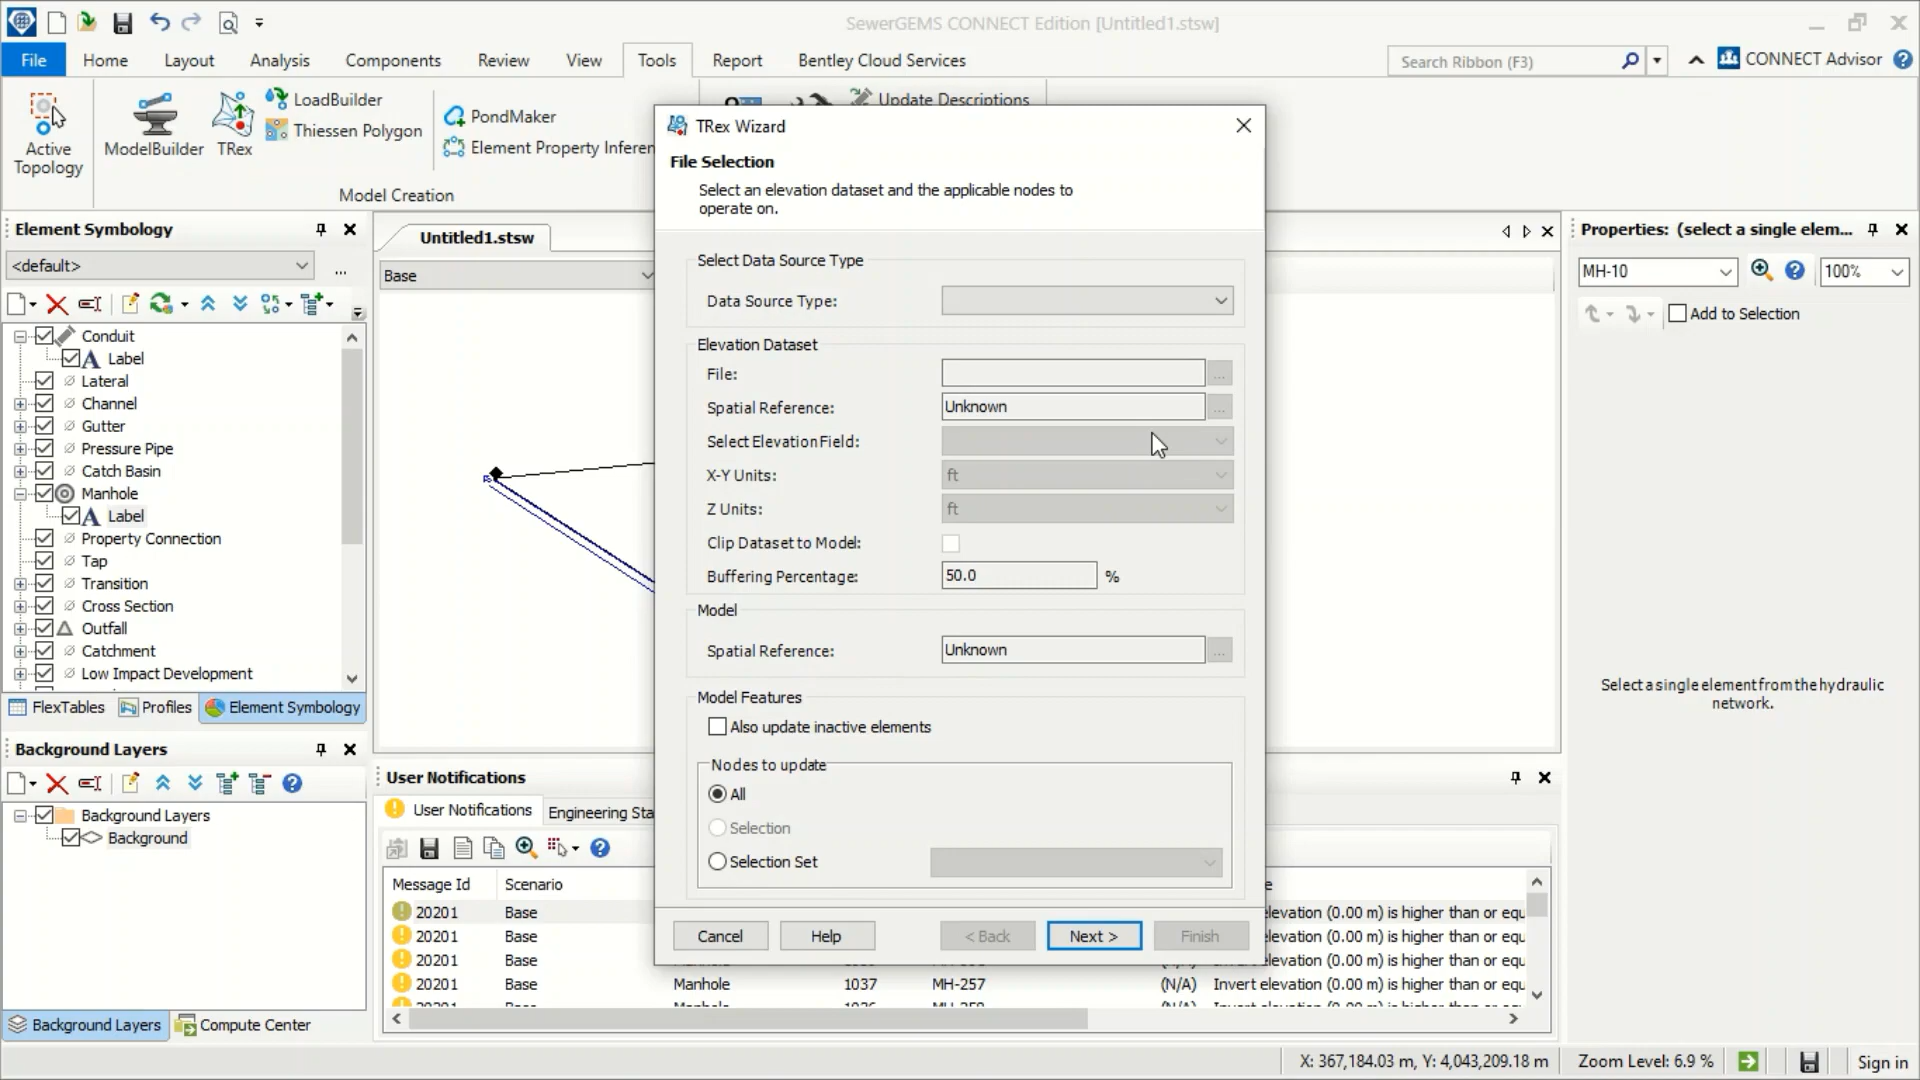 SewerGEMS CONNECT Edition [Untitled1.stsw]
File
Home
Layout
Analysis
Components
Review
View
Tools
Report
Bentley Cloud Services
Search Ribbon (F3)
CONNECT Advisor
Active
Topology
ModelBuilder
TRex
LoadBuilder
Thiessen Polygon
PondMaker
Element Property Inferen
Update Descriptions
Model Creation
Element Symbology
<default>
...
Conduit
Label
Lateral
Channel
Gutter
Pressure Pipe
Catch Basin
Manhole
Label
Property Connection
Tap
Transition
Cross Section
Outfall
Catchment
Low Impact Development
FlexTables
Profiles
Element Symbology
Background Layers
Background Layers
Background
Background Layers
Compute Center
Untitled1.stsw
Base
TRex Wizard
File Selection
Select an elevation dataset and the applicable nodes to
operate on.
Select Data Source Type
Data Source Type:
Elevation Dataset
File:
...
Spatial Reference:
Unknown
...
Select Elevation Field:
X-Y Units:
ft
Z Units:
ft
Clip Dataset to Model:
Buffering Percentage:
50.0
%
Model
Spatial Reference:
Unknown
...
Model Features
Also update inactive elements
Nodes to update
All
Selection
Selection Set
Cancel
Help
< Back
Next >
Finish
User Notifications
User Notifications
Engineering Sta
Message Id
Scenario
e
20201
Base
levation (0.00 m) is higher than or equ
20201
Base
levation (0.00 m) is higher than or equ
20201
Base
levation (0.00 m) is higher than or equ
20201
Base
Manhole
1037
MH-257
(N/A)
Invert elevation (0.00 m) is higher than or equ
Properties: (select a single elem...
MH-10
100%
Add to Selection
Select a single element from the hydraulic
network.
X: 367,184.03 m, Y: 4,043,209.18 m
Zoom Level: 6.9 %
Sign in